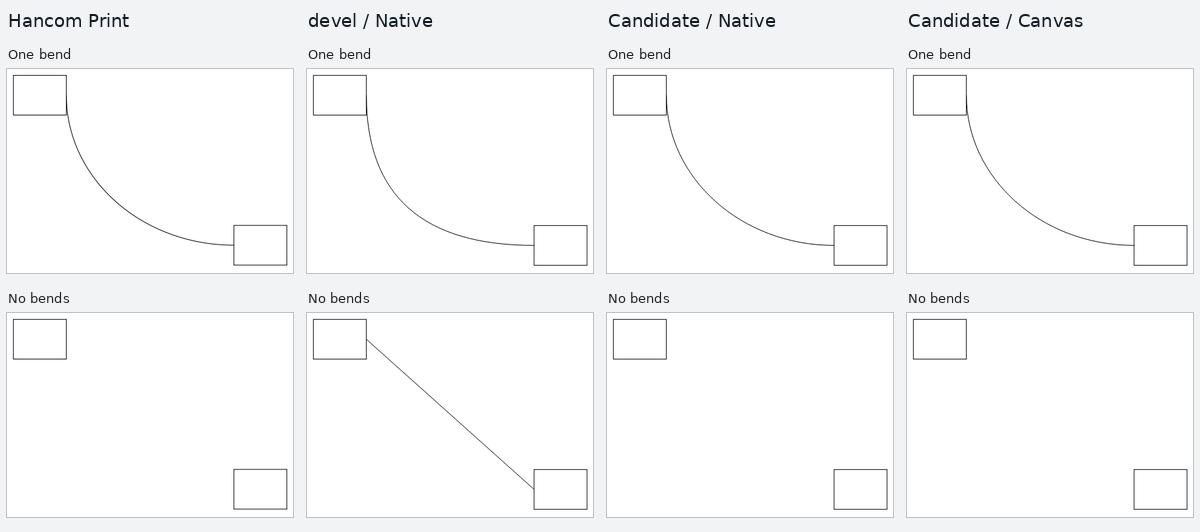 Hancom Print
devel / Native
Candidate / Native
Candidate / Canvas
One bend
One bend
One bend
One bend
No bends
No bends
No bends
No bends